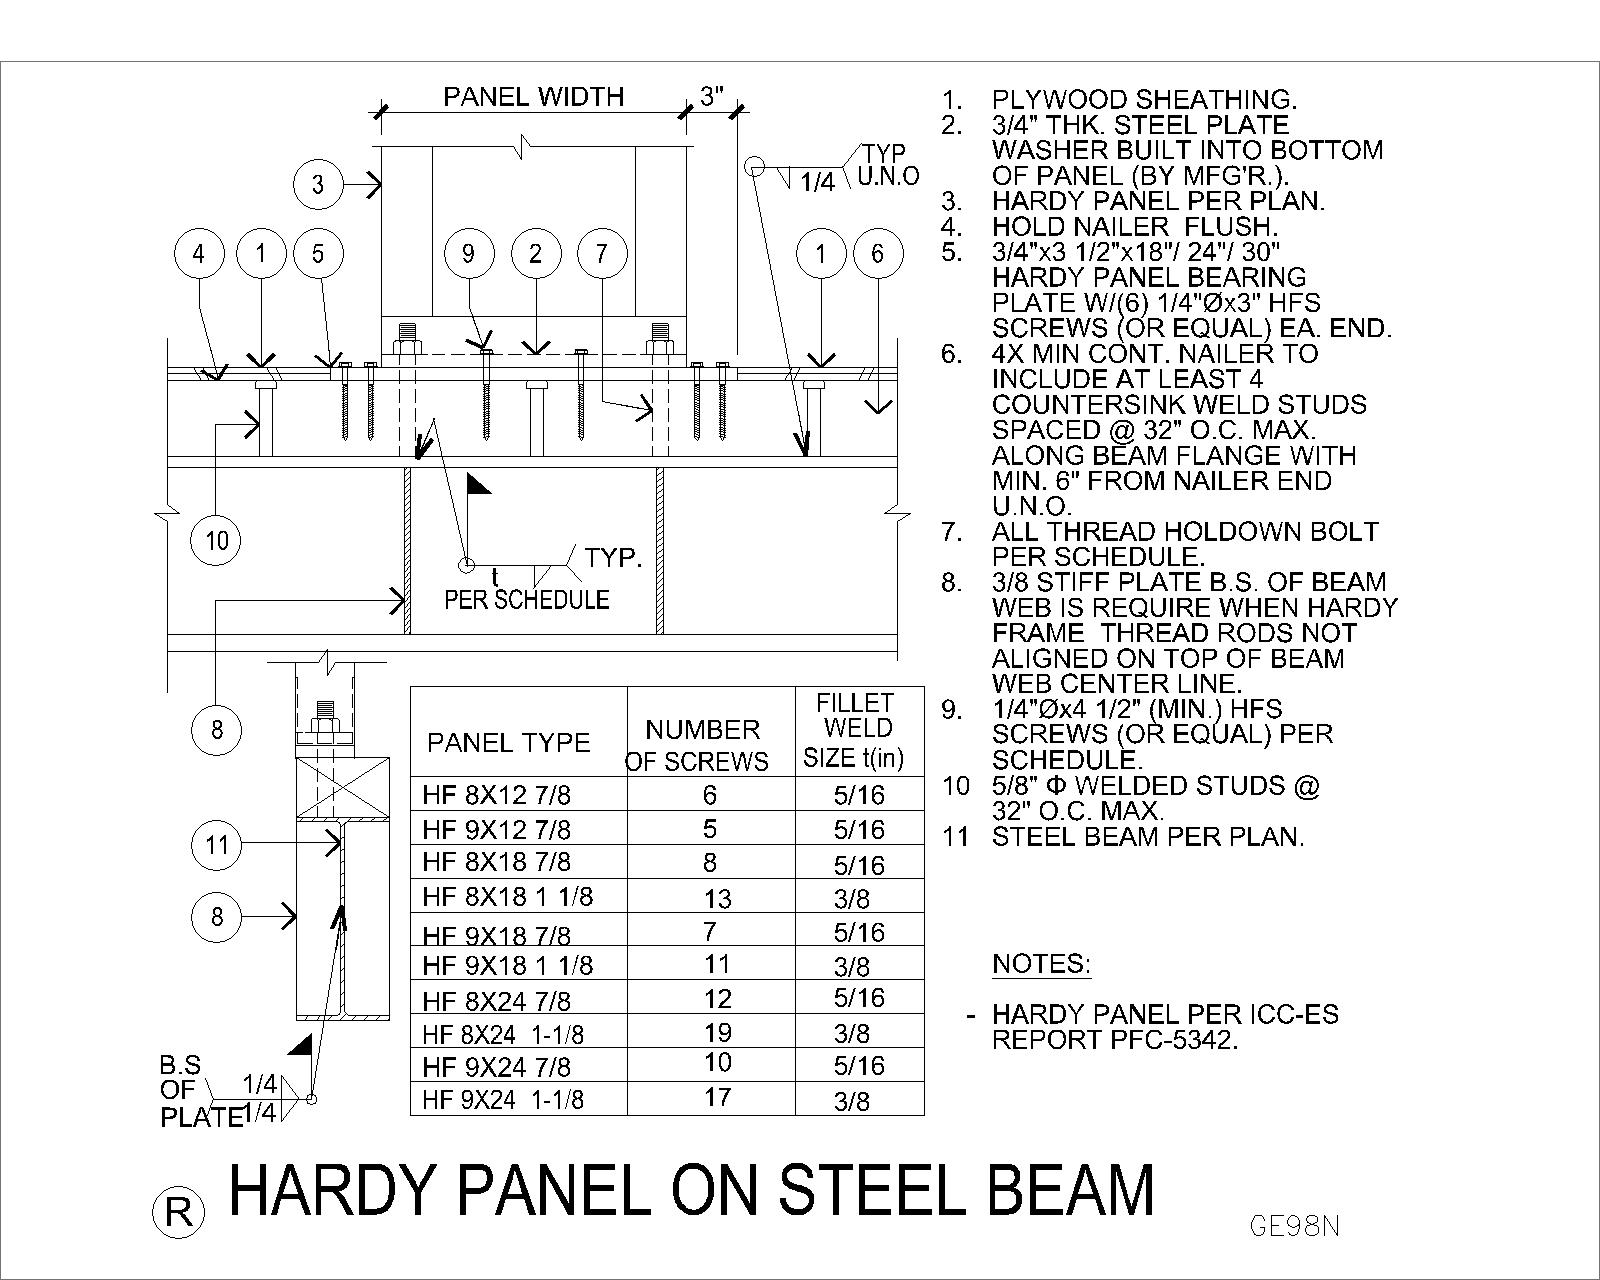 PANEL WIDTH
3"
TYP
U.N.O
1/4
3
4
1
5
9
2
7
1
6
10
TYP.
t
PER SCHEDULE
8
11
8
B.S
OF
PLATE
1/4
1/4
PANEL TYPE NUMBER OF SCREWS FILLET WELD SIZE t(in)
HF 8X12 7/8 6 5/16
HF 9X12 7/8 5 5/16
HF 8X18 7/8 8 5/16
HF 8X18 1 1/8 13 3/8
HF 9X18 7/8 7 5/16
HF 9X18 1 1/8 11 3/8
HF 8X24 7/8 12 5/16
HF 8X24 1-1/8 19 3/8
HF 9X24 7/8 10 5/16
HF 9X24 1-1/8 17 3/8
1. PLYWOOD SHEATHING.
2. 3/4" THK. STEEL PLATE
WASHER BUILT INTO BOTTOM
OF PANEL (BY MFG'R.).
3. HARDY PANEL PER PLAN.
4. HOLD NAILER FLUSH.
5. 3/4"x3 1/2"x18"/ 24"/ 30"
HARDY PANEL BEARING
PLATE W/(6) 1/4"Øx3" HFS
SCREWS (OR EQUAL) EA. END.
6. 4X MIN CONT. NAILER TO
INCLUDE AT LEAST 4
COUNTERSINK WELD STUDS
SPACED @ 32" O.C. MAX.
ALONG BEAM FLANGE WITH
MIN. 6" FROM NAILER END
U.N.O.
7. ALL THREAD HOLDOWN BOLT
PER SCHEDULE.
8. 3/8 STIFF PLATE B.S. OF BEAM
WEB IS REQUIRE WHEN HARDY
FRAME THREAD RODS NOT
ALIGNED ON TOP OF BEAM
WEB CENTER LINE.
9. 1/4"Øx4 1/2" (MIN.) HFS
SCREWS (OR EQUAL) PER
SCHEDULE.
10 5/8" Φ WELDED STUDS @
32" O.C. MAX.
11 STEEL BEAM PER PLAN.
NOTES:
- HARDY PANEL PER ICC-ES
REPORT PFC-5342.
R HARDY PANEL ON STEEL BEAM
GE98N